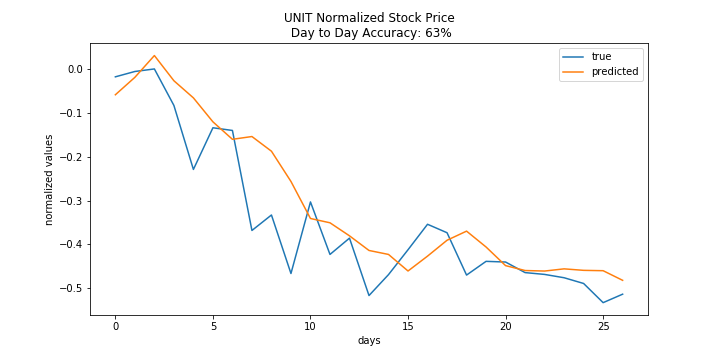 UNIT Normalized Stock Price
Day to Day Accuracy: 63%
true
predicted
normalized values
0.0
−0.1
−0.2
−0.3
−0.4
−0.5
0
5
10
15
20
25
days